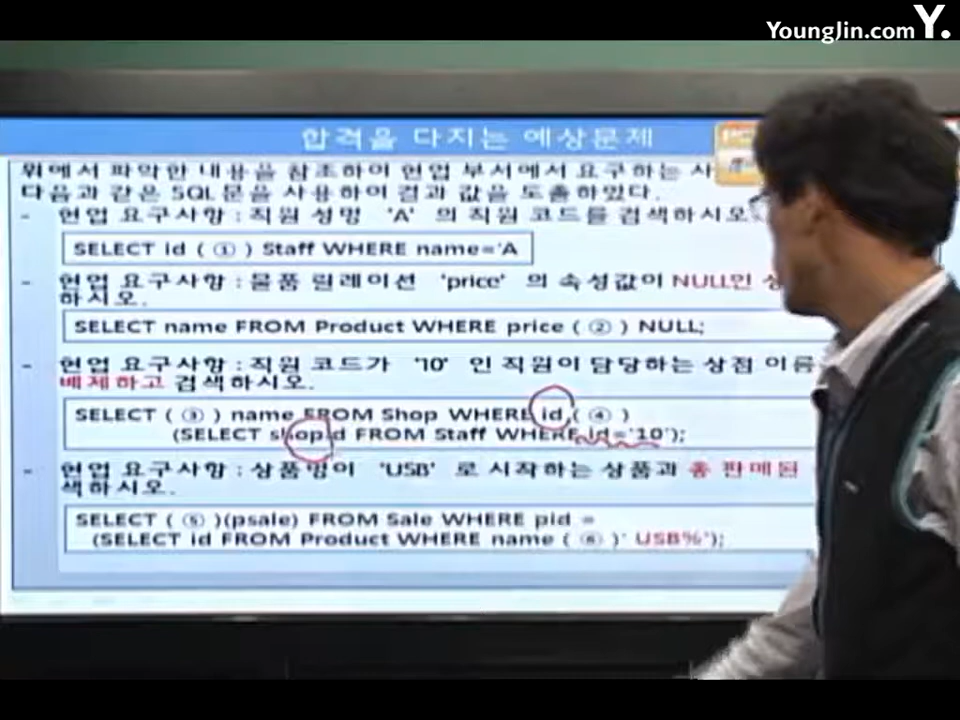 YoungJin.com Y.
합격을 다지는 예상문제
위에서 파악한 내용을 참조하여 현업 부서에서 요구하는
다음과 같은 SQL문을 사용하여 결과 값을 도출하였다.
- 현업 요구사항 : 직원 성명 'A' 의 직원 코드를 검색하시오
SELECT id ( ① ) Staff WHERE name='A
- 현업 요구사항 : 물품 릴레이션 'price' 의 속성값이 NULL인
하시오.
SELECT name FROM Product WHERE price ( ② ) NULL;
- 현업 요구사항 : 직원 코드가 '10' 인 직원이 담당하는 상점 이름
배제하고 검색하시오.
SELECT ( ③ ) name FROM Shop WHERE id ( ④ )
(SELECT shopid FROM Staff WHERE id='10');
- 현업 요구사항 : 상품명이 'USB' 로 시작하는 상품과 총 판매된
색하시오.
SELECT ( ⑤ )(psale) FROM Sale WHERE pid =
(SELECT id FROM Product WHERE name ( ⑥ )' USB%');